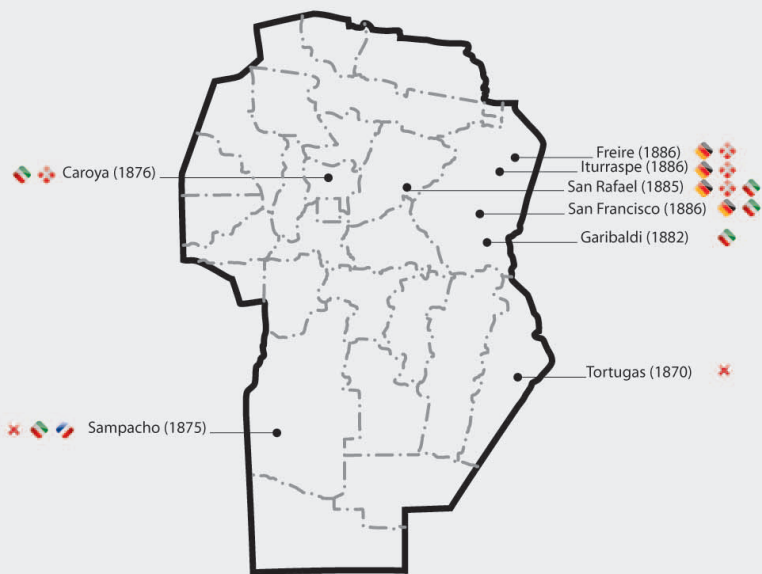 Freire (1886)
Iturraspe (1886)
Caroya (1876)
San Rafael (1885)
San Francisco (1886)
Garibaldi (1882)
Tortugas (1870)
Sampacho (1875)